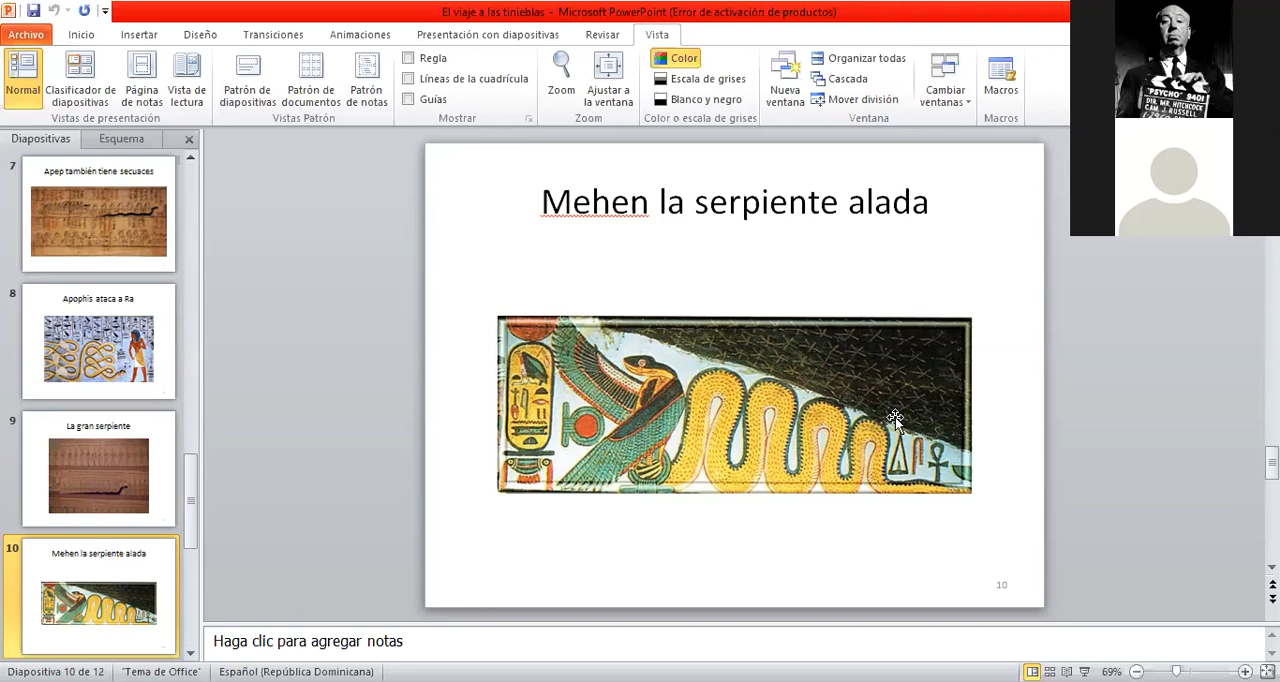 El viaje a las tinieblas - Microsoft PowerPoint (Error de activación de productos)
Archivo Inicio Insertar Diseño Transiciones Animaciones Presentación con diapositivas Revisar Vista
Normal
Clasificador de diapositivas
Página de notas
Vista de lectura
Vistas de presentación
Patrón de diapositivas
Patrón de documentos
Patrón de notas
Vistas Patrón
Regla
Líneas de la cuadrícula
Guías
Mostrar
Zoom
Ajustar a la ventana
Zoom
Color
Escala de grises
Blanco y negro
Color o escala de grises
Nueva ventana
Organizar todas
Cascada
Mover división
Cambiar ventanas
Ventana
Macros
Macros
"PSYCHO" 9401
DIR. MR. HITCHCOCK
CAM. J. RUSSELL
Diapositivas Esquema
7
Apep también tiene secuaces
8
Apophis ataca a Ra
9
La gran serpiente
10
Mehen la serpiente alada
Mehen la serpiente alada
10
Haga clic para agregar notas
Diapositiva 10 de 12 "Tema de Office" Español (República Dominicana) 69%